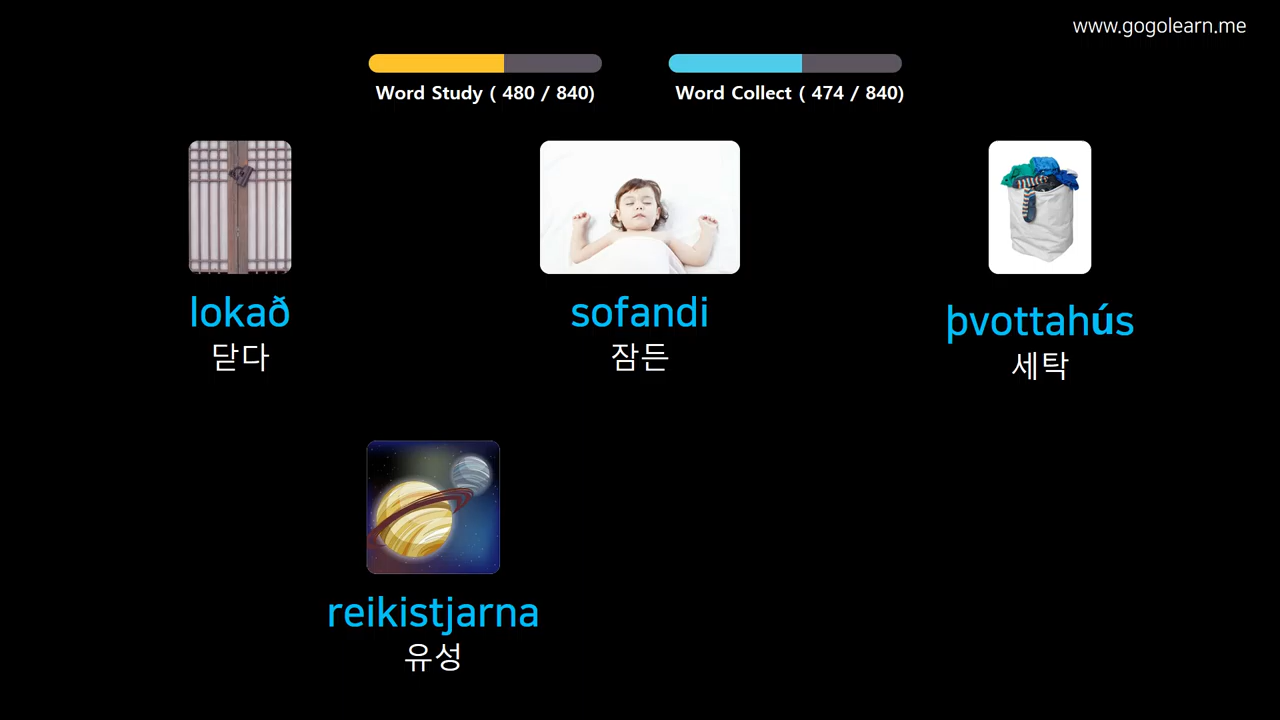 www.gogolearn.me
Word Study ( 480 / 840)
Word Collect ( 474 / 840)
lokað
닫다
sofandi
잠든
þvottahús
세탁
reikistjarna
유성